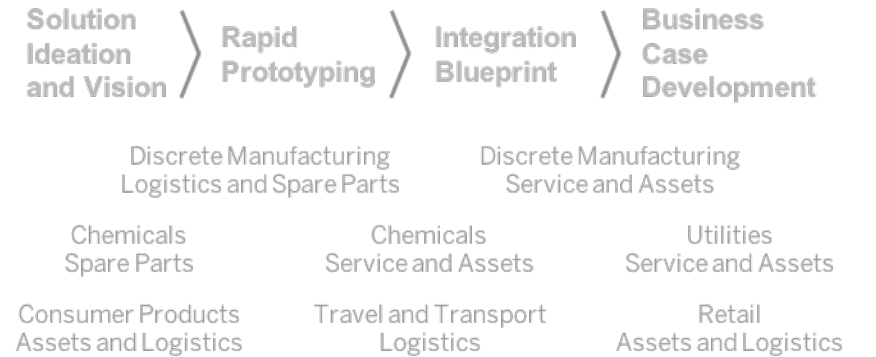 Solution
Ideation
and Vision
Rapid
Prototyping
Integration
Blueprint
Business
Case
Development
Discrete Manufacturing
Logistics and Spare Parts
Discrete Manufacturing
Service and Assets
Chemicals
Spare Parts
Chemicals
Service and Assets
Utilities
Service and Assets
Consumer Products
Assets and Logistics
Travel and Transport
Logistics
Retail
Assets and Logistics